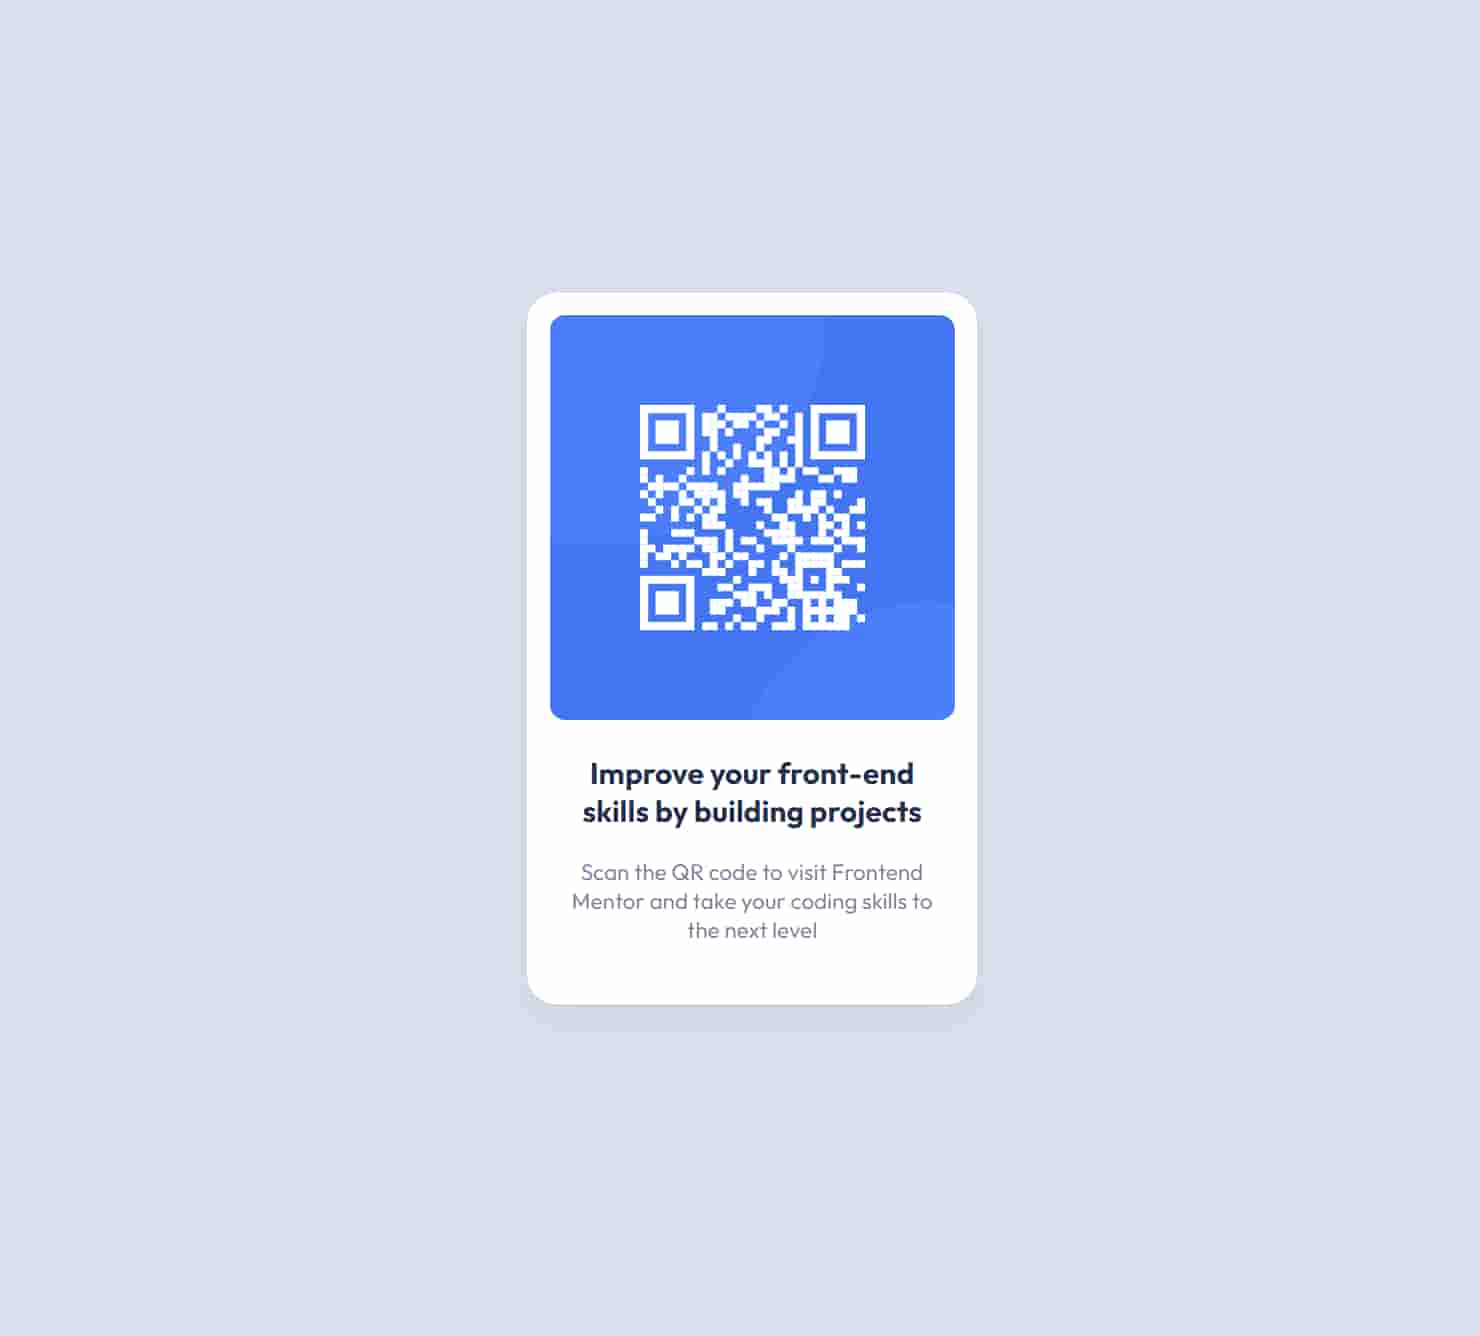 Improve your front-end
skills by building projects
Scan the QR code to visit Frontend
Mentor and take your coding skills to
the next level